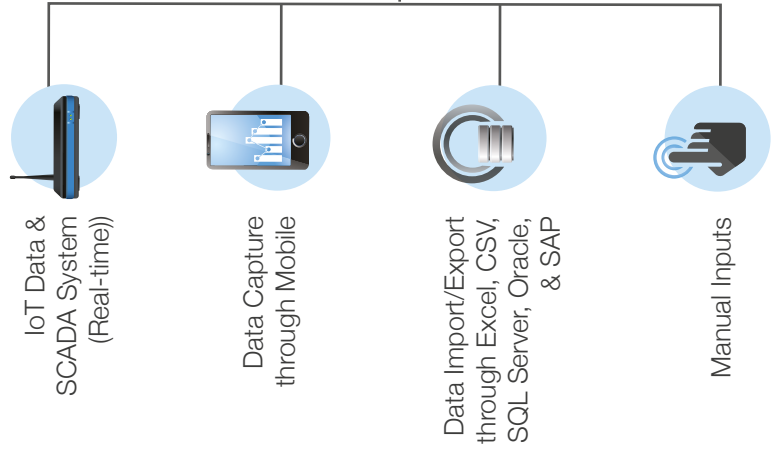 IoT Data &
SCADA System
(Real-time))
Data Capture
through Mobile
Data Import/Export
through Excel, CSV,
SQL Server, Oracle,
& SAP
Manual Inputs